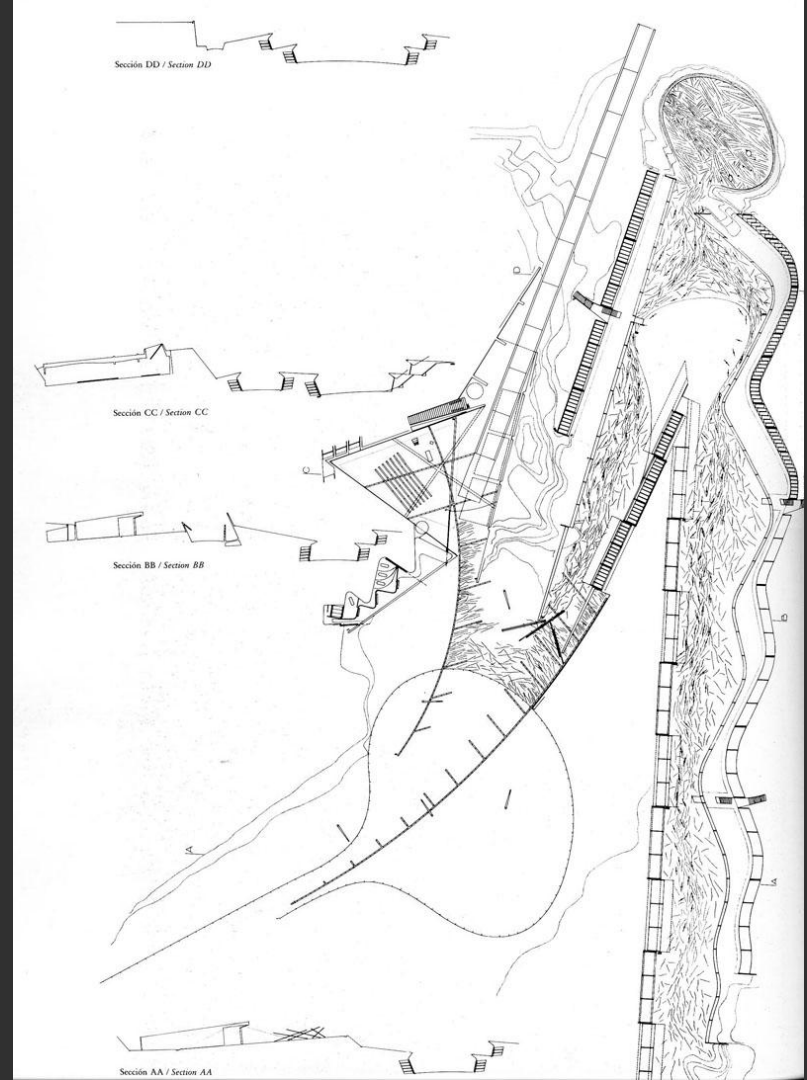 Sección DD / Section DD
D
Sección CC / Section CC
C
Sección BB / Section BB
B
A
A
Sección AA / Section AA